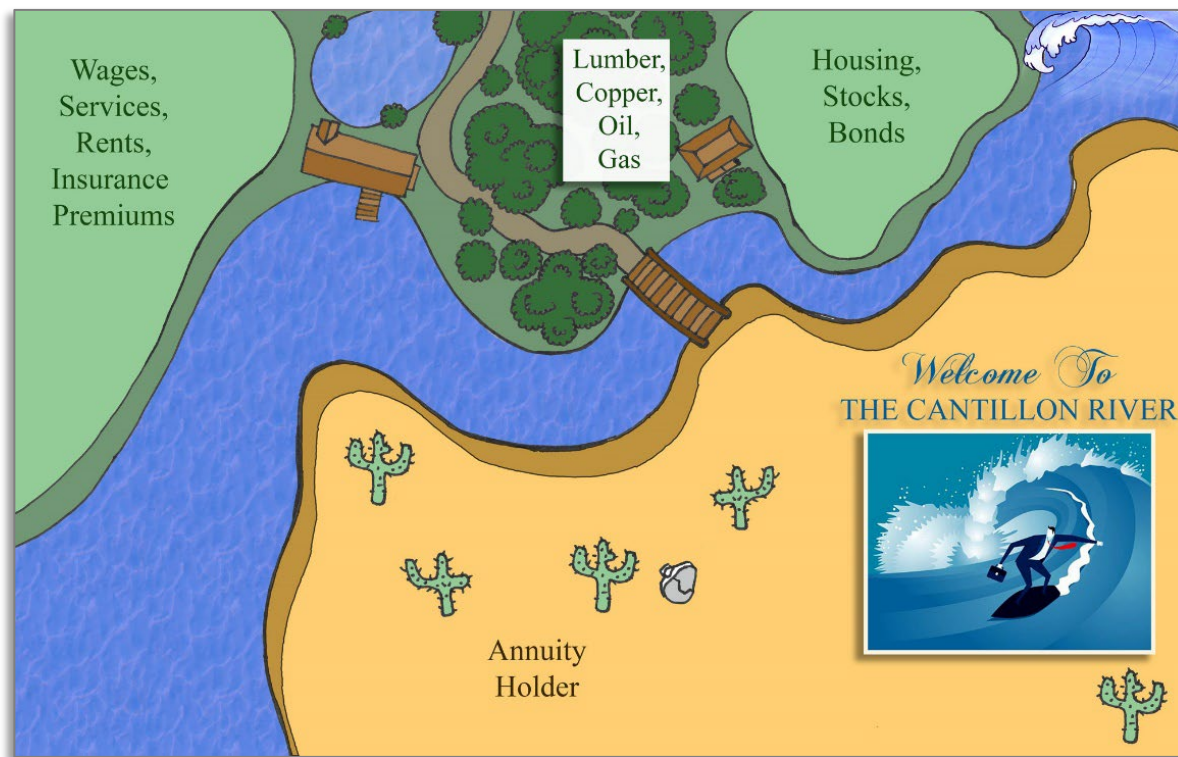 Wages,
Services,
Rents,
Insurance
Premiums
Lumber,
Copper,
Oil,
Gas
Housing,
Stocks,
Bonds
Welcome To
THE CANTILLON RIVER
Annuity
Holder